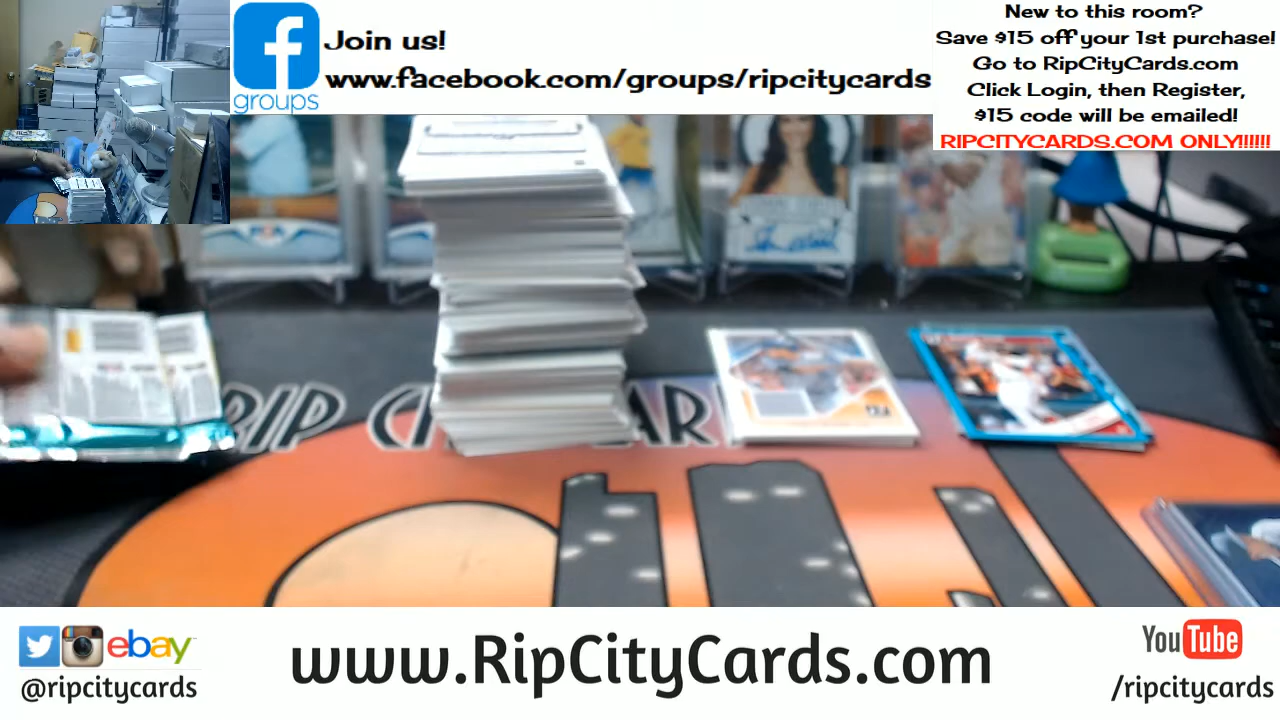 Join us!
www.facebook.com/groups/ripcitycards
groups
New to this room?
Save $15 off your 1st purchase!
Go to RipCityCards.com
Click Login, then Register,
$15 code will be emailed!
RIPCITYCARDS.COM ONLY!!!!!!
RIP
ebay
@ripcitycards
www.RipCityCards.com
YouTube
/ripcitycards